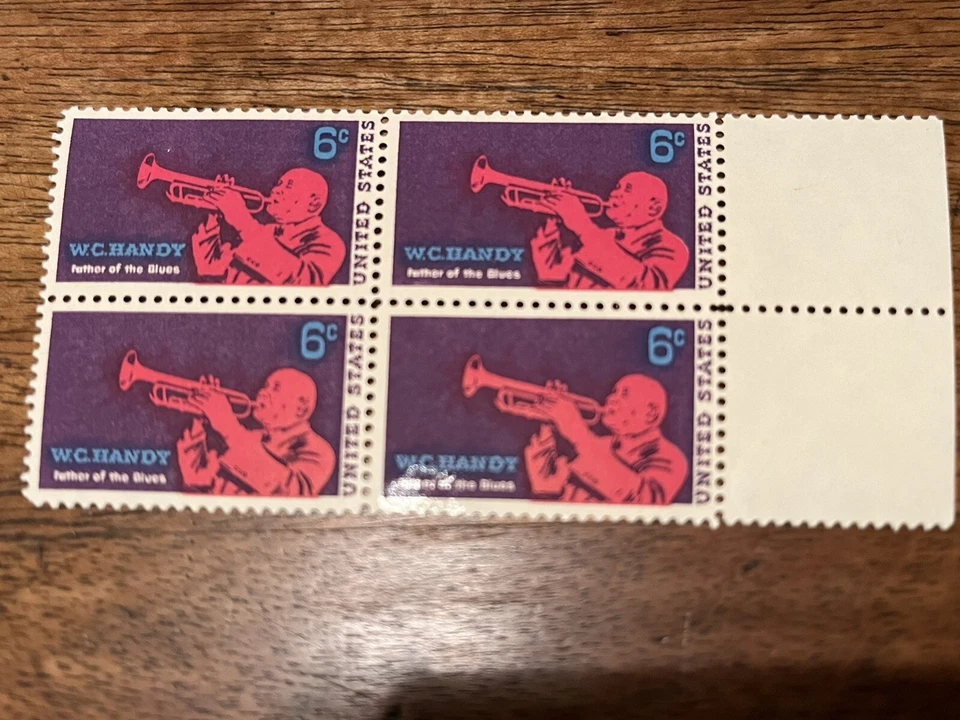 6c
UNITED STATES
W.C.HANDY
Father of the Blues
6c
UNITED STATES
W.C.HANDY
Father of the Blues
6c
UNITED STATES
W.C.HANDY
Father of the Blues
6c
UNITED STATES
W.C.HANDY
of the Blues